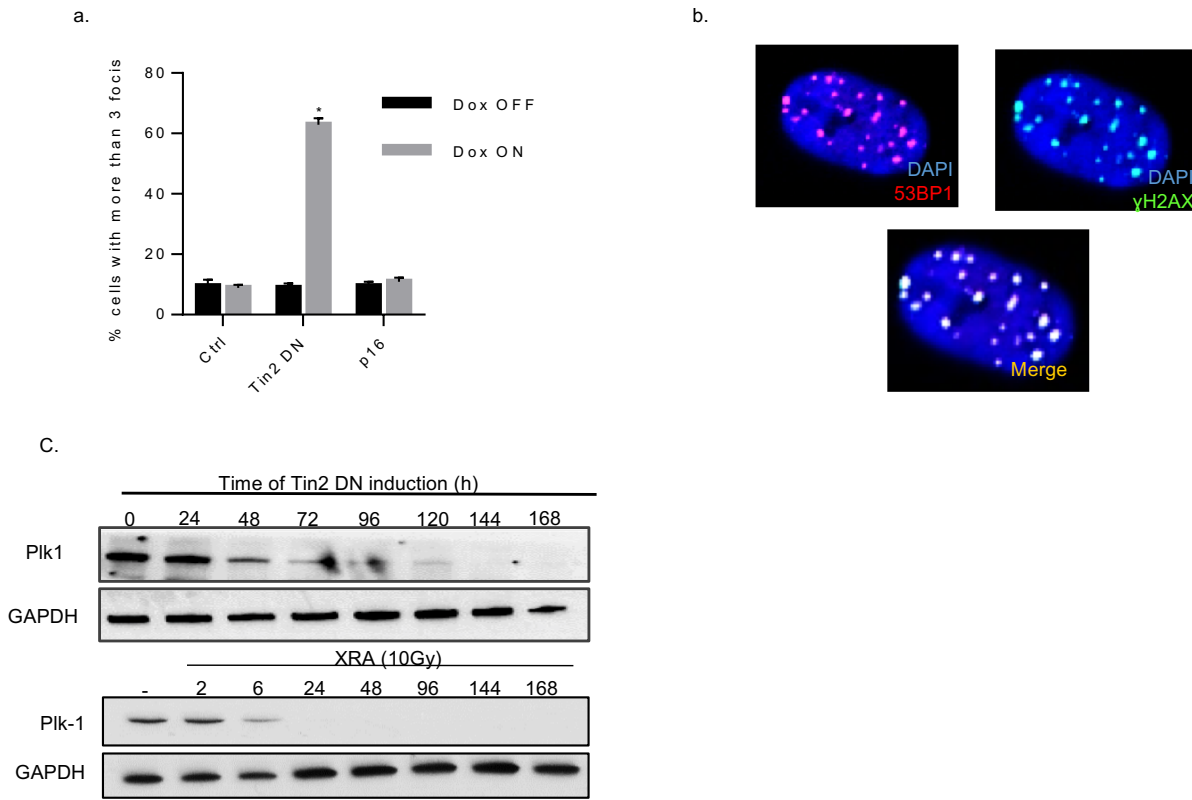 a.
80
60
40
20
0
% cells with more than 3 focis
Ctrl
Tin2 DN
p16
*
Dox OFF
Dox ON
b.
DAPI
53BP1
DAPI
γH2AX
Merge
C.
Time of Tin2 DN induction (h)
0 24 48 72 96 120 144 168
Plk1
GAPDH
XRA (10Gy)
- 2 6 24 48 96 144 168
Plk-1
GAPDH